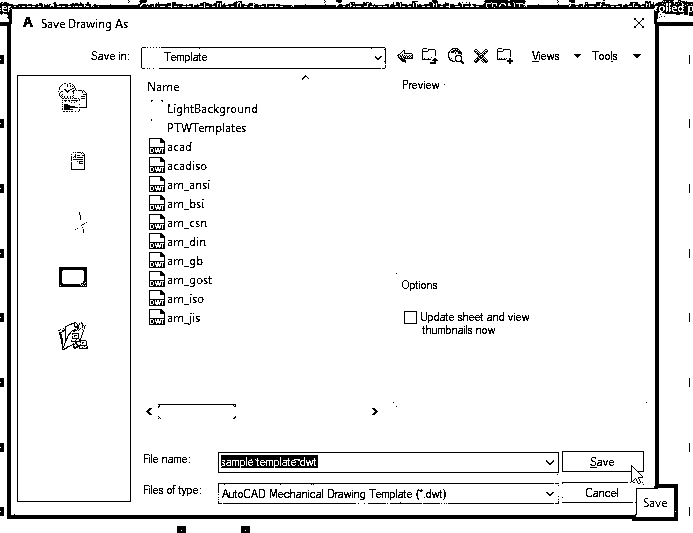 Save Drawing As
Save in:
Template
Views
Tools
Name
LightBackground
PTWTemplates
acad
acadiso
am_ansi
am_bsi
am_csn
am_din
am_gb
am_gost
am_iso
am_jis
Preview
Options
Update sheet and view
thumbnails now
File name:
sample template.dwt
Save
Files of type:
AutoCAD Mechanical Drawing Template (*.dwt)
Cancel
Save